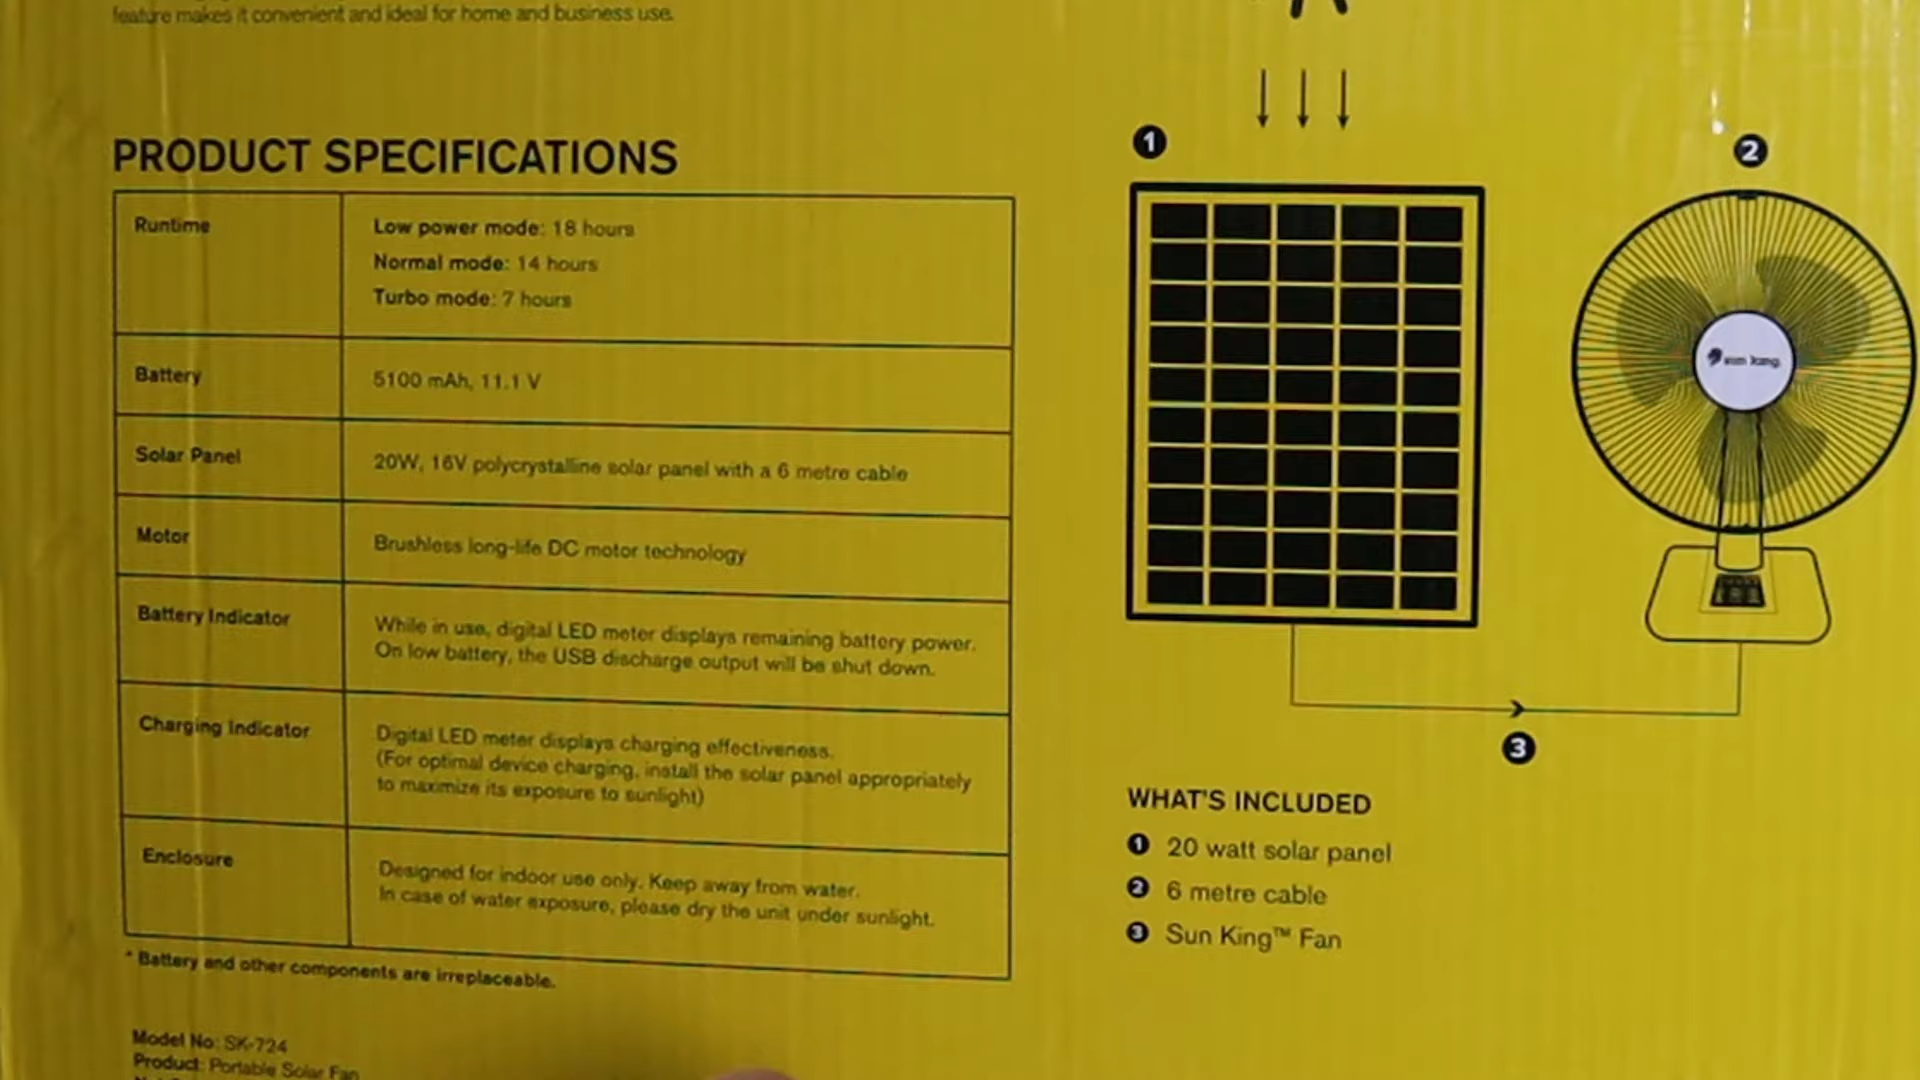 feature makes it convenient and ideal for home and business use.
PRODUCT SPECIFICATIONS
Runtime
Low power mode: 18 hours
Normal mode: 14 hours
Turbo mode: 7 hours
Battery
5100 mAh, 11.1 V
Solar Panel
20W, 16V polycrystalline solar panel with a 6 metre cable
Motor
Brushless long-life DC motor technology
Battery Indicator
While in use, digital LED meter displays remaining battery power.
On low battery, the USB discharge output will be shut down.
Charging Indicator
Digital LED meter displays charging effectiveness.
(For optimal device charging, install the solar panel appropriately
to maximize its exposure to sunlight)
Enclosure
Designed for indoor use only. Keep away from water.
In case of water exposure, please dry the unit under sunlight.
* Battery and other components are irreplaceable.
Model No: SK-724
Product: Portable Solar Fan
1
2
sun king
3
WHAT'S INCLUDED
1 20 watt solar panel
2 6 metre cable
3 Sun King™ Fan